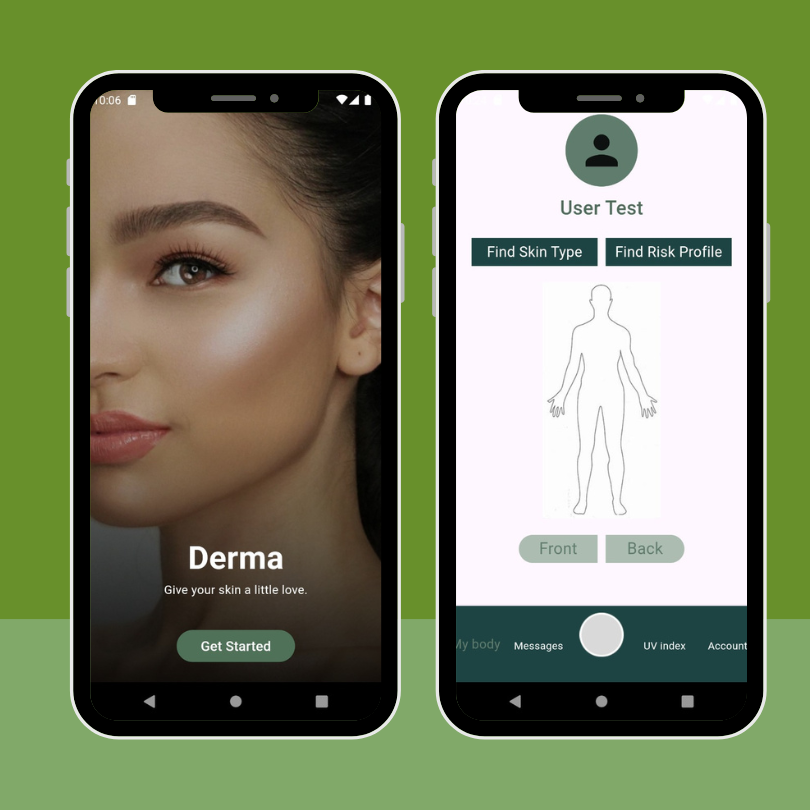 10:06
Derma
Give your skin a little love.
Get Started
User Test
Find Skin Type
Find Risk Profile
Front
Back
My body
Messages
UV index
Account